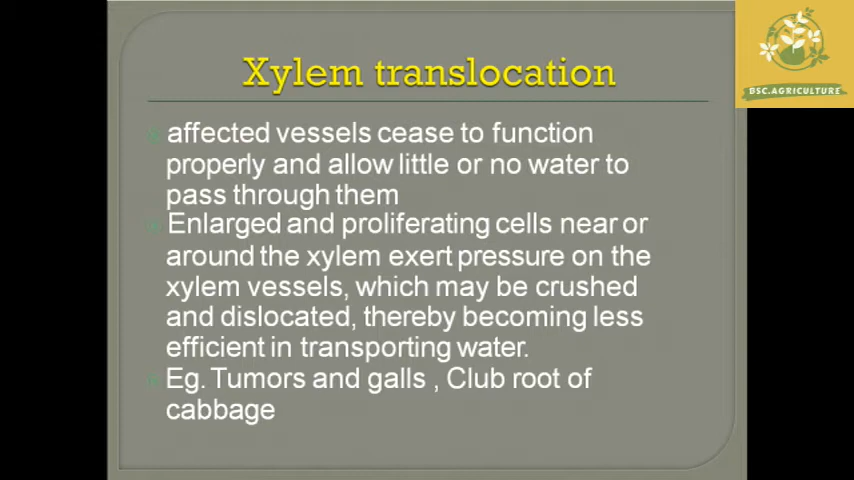 Xylem translocation
BSC.AGRICULTURE
affected vessels cease to function
properly and allow little or no water to
pass through them
Enlarged and proliferating cells near or
around the xylem exert pressure on the
xylem vessels, which may be crushed
and dislocated, thereby becoming less
efficient in transporting water.
Eg. Tumors and galls , Club root of
cabbage